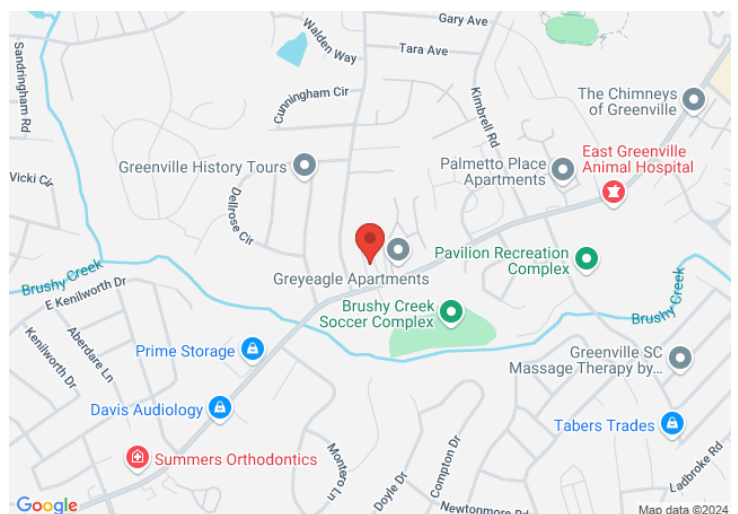 Gary Ave
Walden Way
Tara Ave
Sandringham Rd
Cunningham Cir
Kimbrell Rd
The Chimneys
of Greenville
Greenville History Tours
Palmetto Place
Apartments
East Greenville
Animal Hospital
Vicki Cir
Dellrose Cir
Pavilion Recreation
Complex
Brushy Creek
E Kenilworth Dr
Greyeagle Apartments
Brushy Creek
Soccer Complex
Brushy Creek
Kenilworth Dr
Aberdare Ln
Prime Storage
Greenville SC
Massage Therapy by...
Davis Audiology
Tabers Trades
Summers Orthodontics
Montero Ln
Doyle Dr
Compton Dr
Ladbroke Rd
Newtonmore Rd
Google
Map data ©2024